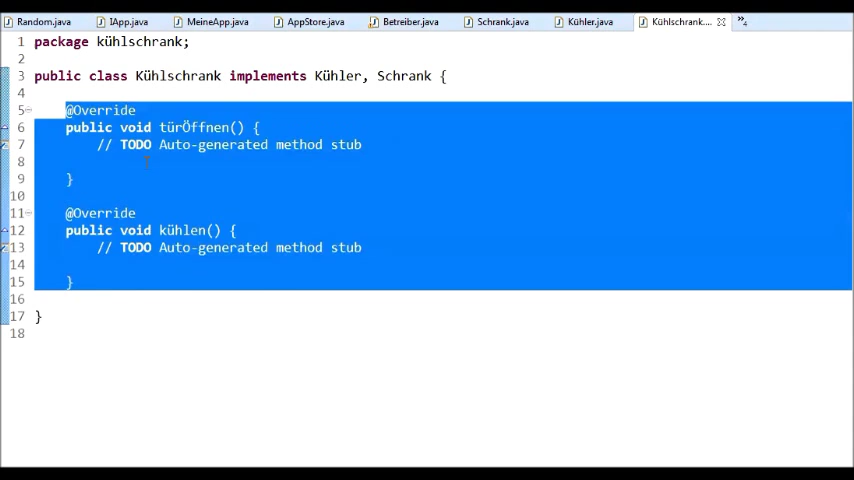 Random.java IApp.java MeineApp.java AppStore.java Betreiber.java Schrank.java Kühler.java Kühlschrank.... »4
1 package kühlschrank;
2
3 public class Kühlschrank implements Kühler, Schrank {
4
5 @Override
6 public void türÖffnen() {
7 // TODO Auto-generated method stub
8
9 }
10
11 @Override
12 public void kühlen() {
13 // TODO Auto-generated method stub
14
15 }
16
17 }
18